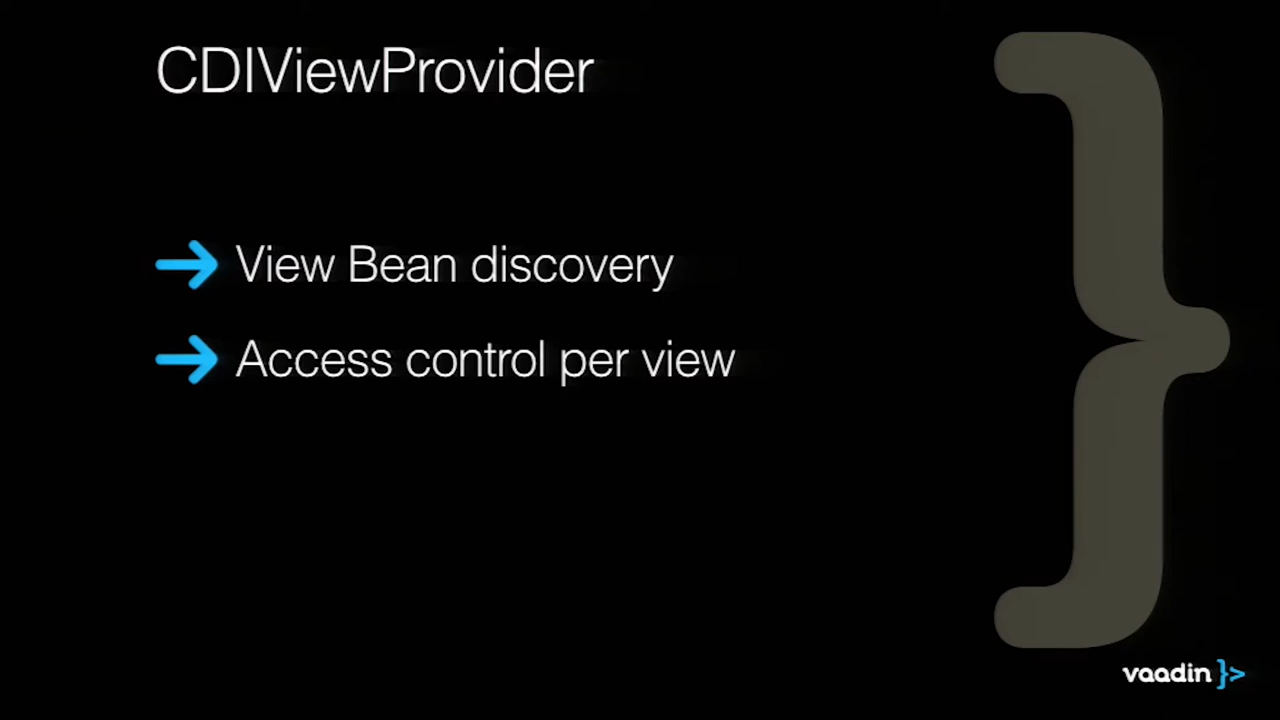 CDIViewProvider
View Bean discovery
Access control per view
vaadin }>